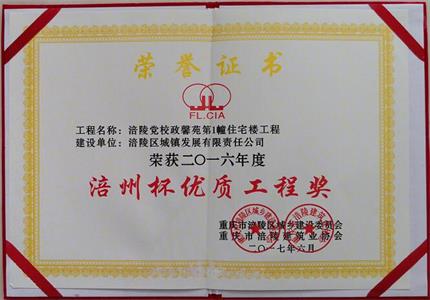 荣誉证书
FL.CIA
工程名称：涪陵党校政馨苑第1幢住宅楼工程
建设单位：涪陵区城镇发展有限责任公司
荣获二〇一六年度
涪州杯优质工程奖
重庆市涪陵区城乡建设委员会
重庆市涪陵建筑业协会
二〇一七年六月